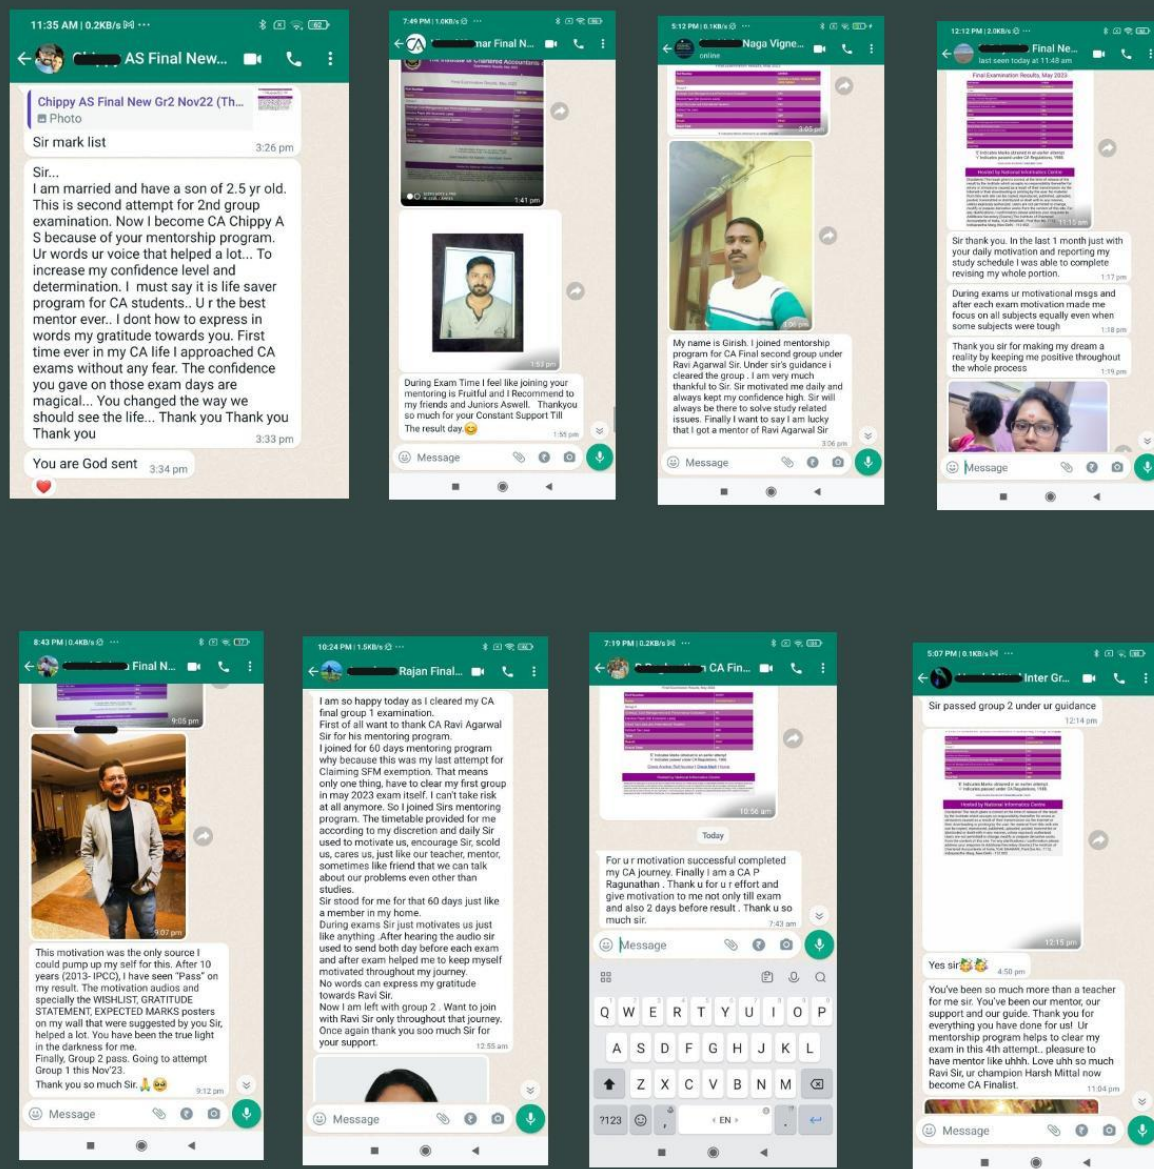 11:35 AM | 0.2KB/s
62
AS Final New...
Chippy AS Final New Gr2 Nov22 (Th...
Photo
Sir mark list
3:26 pm
Sir...
I am married and have a son of 2.5 yr old.
This is second attempt for 2nd group
examination. Now I become CA Chippy A
S because of your mentorship program.
Ur words ur voice that helped a lot... To
increase my confidence level and
determination. I must say it is life saver
program for CA students.. U r the best
mentor ever.. I dont how to express in
words my gratitude towards you. First
time ever in my CA life I approached CA
exams without any fear. The confidence
you gave on those exam days are
magical... You changed the way we
should see the life... Thank you Thank you
Thank you
3:33 pm
You are God sent 3:34 pm
7:49 PM | 1.0KB/s
mar Final N...
1:41 pm
1:53 pm
During Exam Time I feel like joining your
mentoring is Fruitful and I Recommend to
my friends and Juniors Aswell. Thankyou
so much for your Constant Support Till
The result day.😊
1:55 pm
Message
5:12 PM | 0.1KB/s
Naga Vigne...
online
3:05 pm
3:06 pm
My name is Girish. I joined mentorship
program for CA Final second group under
Ravi Agarwal Sir. Under sir's guidance i
cleared the group . I am very much
thankful to Sir. Sir motivated me daily and
always kept my confidence high. Sir will
always be there to solve study related
issues. Finally I want to say I am lucky
that I got a mentor of Ravi Agarwal Sir
3:06 pm
Message
12:12 PM | 2.0KB/s
Final Ne...
last seen today at 11:48 am
Final Examination Results, May 2023
Hosted by National Informatics Centre
11:15 am
Sir thank you. In the last 1 month just with
your daily motivation and reporting my
study schedule I was able to complete
revising my whole portion.
1:17 pm
During exams ur motivational msgs and
after each exam motivation made me
focus on all subjects equally even when
some subjects were tough
1:18 pm
Thank you sir for making my dream a
reality by keeping me positive throughout
the whole process
1:19 pm
Message
8:43 PM | 0.4KB/s
Final N...
9:05 pm
9:07 pm
This motivation was the only source I
could pump up my self for this. After 10
years (2013- IPCC), I have seen "Pass" on
my result. The motivation audios and
specially the WISHLIST, GRATITUDE
STATEMENT, EXPECTED MARKS posters
on my wall that were suggested by you Sir,
helped a lot. You have been the true light
in the darkness for me.
Finally, Group 2 pass. Going to attempt
Group 1 this Nov'23.
Thank you so much Sir.🙏🥹
9:12 pm
Message
10:24 PM | 1.5KB/s
Rajan Final...
I am so happy today as I cleared my CA
final group 1 examination.
First of all want to thank CA Ravi Agarwal
Sir for his mentoring program.
I joined for 60 days mentoring program
why because this was my last attempt for
Claiming SFM exemption. That means
only one thing, have to clear my first group
in may 2023 exam itself. I can't take risk
at all anymore. So I joined Sirs mentoring
program. The timetable provided for me
according to my discretion and daily Sir
used to motivate us, encourage Sir, scold
us, cares us, just like our teacher, mentor,
sometimes like friend that we can talk
about our problems even other than
studies.
Sir stood for me for that 60 days just like
a member in my home.
During exams Sir just motivates us just
like anything .After hearing the audio sir
used to send both day before each exam
and after exam helped me to keep myself
motivated throughout my journey.
No words can express my gratitude
towards Ravi Sir.
Now I am left with group 2 . Want to join
with Ravi Sir only throughout that journey.
Once again thank you soo much Sir for
your support.
12:55 am
Message
7:19 PM | 0.2KB/s
CA Fin...
Hosted by National Informatics Centre
10:56 am
Today
For u r motivation successful completed
my CA journey. Finally I am a CA P
Ragunathan . Thank u for u r effort and
give motivation to me not only till exam
and also 2 days before result . Thank u so
much sir.
7:43 am
Message
Q W E R T Y U I O P
A S D F G H J K L
Z X C V B N M
?123 , EN .
5:07 PM | 0.1KB/s
Inter Gr...
Sir passed group 2 under ur guidance
12:14 pm
Hosted by National Informatics Centre
12:15 pm
Yes sir🥳🥳
4:50 pm
You've been so much more than a teacher
for me sir. You've been our mentor, our
support and our guide. Thank you for
everything you have done for us! Ur
mentorship program helps to clear my
exam in this 4th attempt.. pleasure to
have mentor like uhhh. Love uhh so much
Ravi Sir, ur champion Harsh Mittal now
become CA Finalist.
11:04 pm
Message